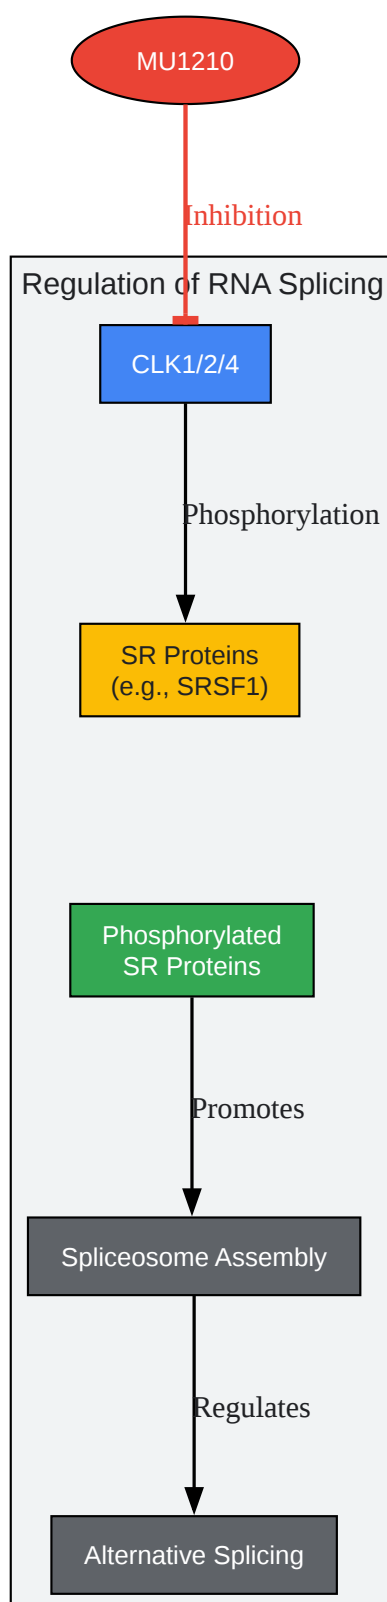 MU1210
Inhibition
Regulation of RNA Splicing
CLK1/2/4
Phosphorylation
SR Proteins
(e.g., SRSF1)
Phosphorylated
SR Proteins
Promotes
Spliceosome Assembly
Regulates
Alternative Splicing